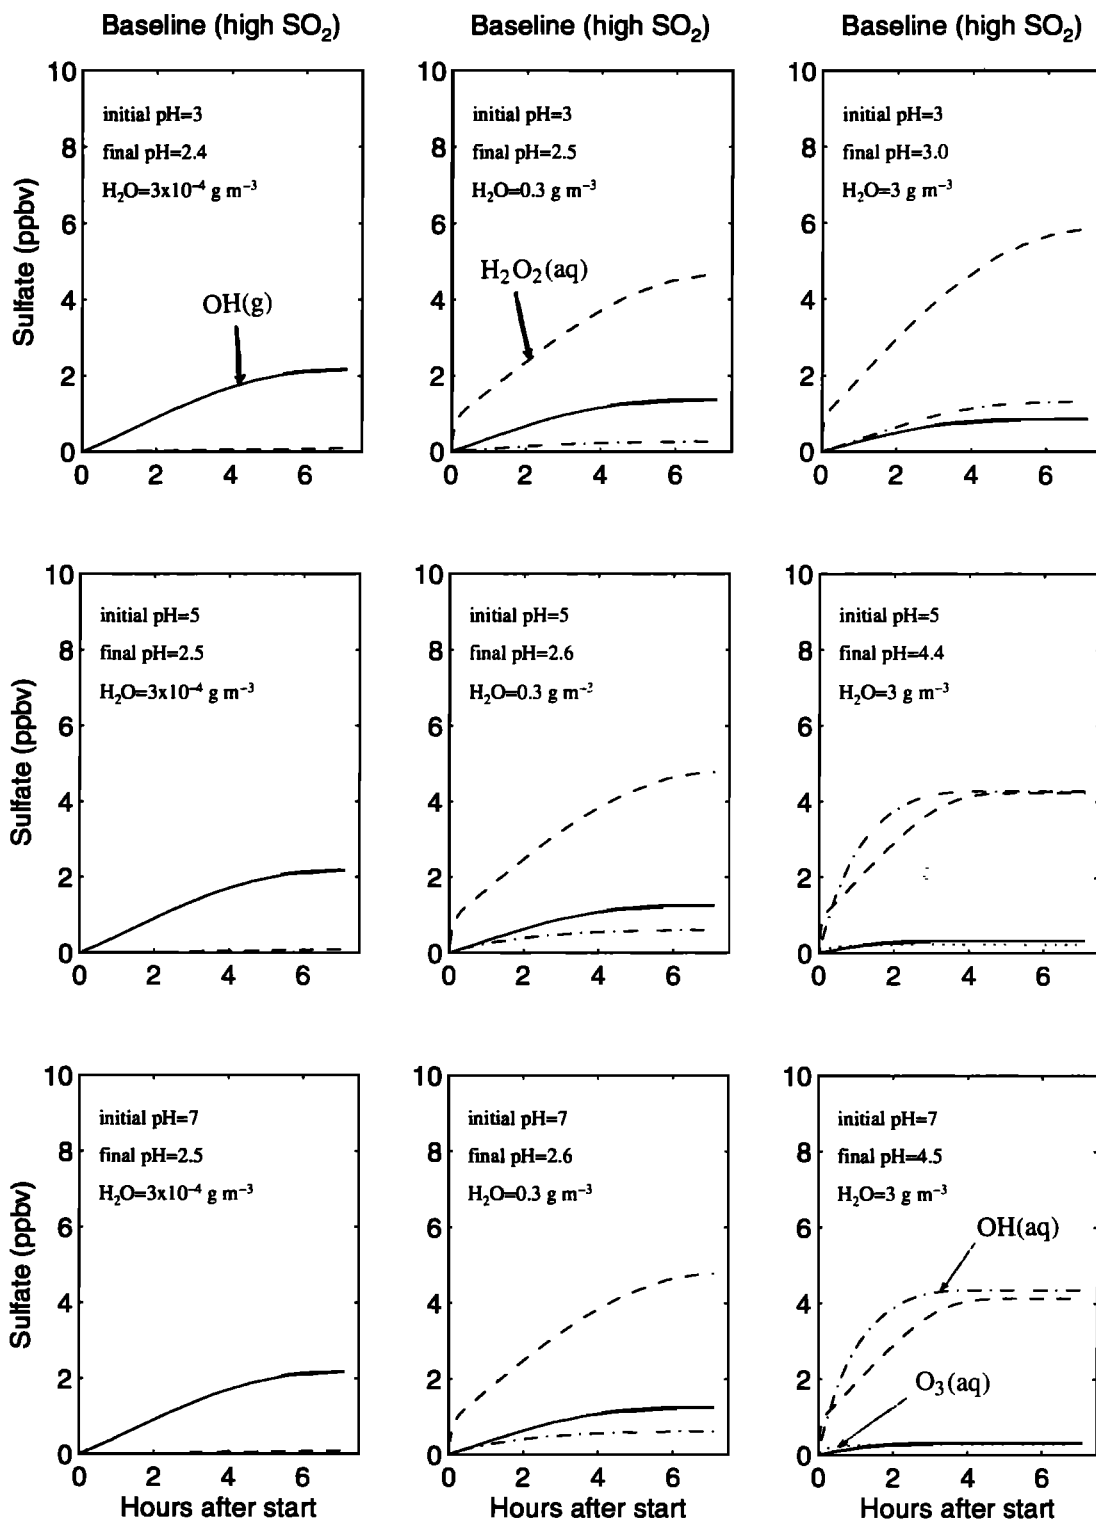 Baseline (high SO₂)
Baseline (high SO₂)
Baseline (high SO₂)
Sulfate (ppbv)
10
8
6
4
2
0
initial pH=3
final pH=2.4
H₂O=3x10⁻⁴ g m⁻³
OH(g)
0 2 4 6
10
8
6
4
2
0
initial pH=3
final pH=2.5
H₂O=0.3 g m⁻³
H₂O₂(aq)
0 2 4 6
10
8
6
4
2
0
initial pH=3
final pH=3.0
H₂O=3 g m⁻³
0 2 4 6
Sulfate (ppbv)
10
8
6
4
2
0
initial pH=5
final pH=2.5
H₂O=3x10⁻⁴ g m⁻³
0 2 4 6
10
8
6
4
2
0
initial pH=5
final pH=2.6
H₂O=0.3 g m⁻³
0 2 4 6
10
8
6
4
2
0
initial pH=5
final pH=4.4
H₂O=3 g m⁻³
0 2 4 6
Sulfate (ppbv)
10
8
6
4
2
0
initial pH=7
final pH=2.5
H₂O=3x10⁻⁴ g m⁻³
0 2 4 6
Hours after start
10
8
6
4
2
0
initial pH=7
final pH=2.6
H₂O=0.3 g m⁻³
0 2 4 6
Hours after start
10
8
6
4
2
0
initial pH=7
final pH=4.5
H₂O=3 g m⁻³
OH(aq)
O₃(aq)
0 2 4 6
Hours after start